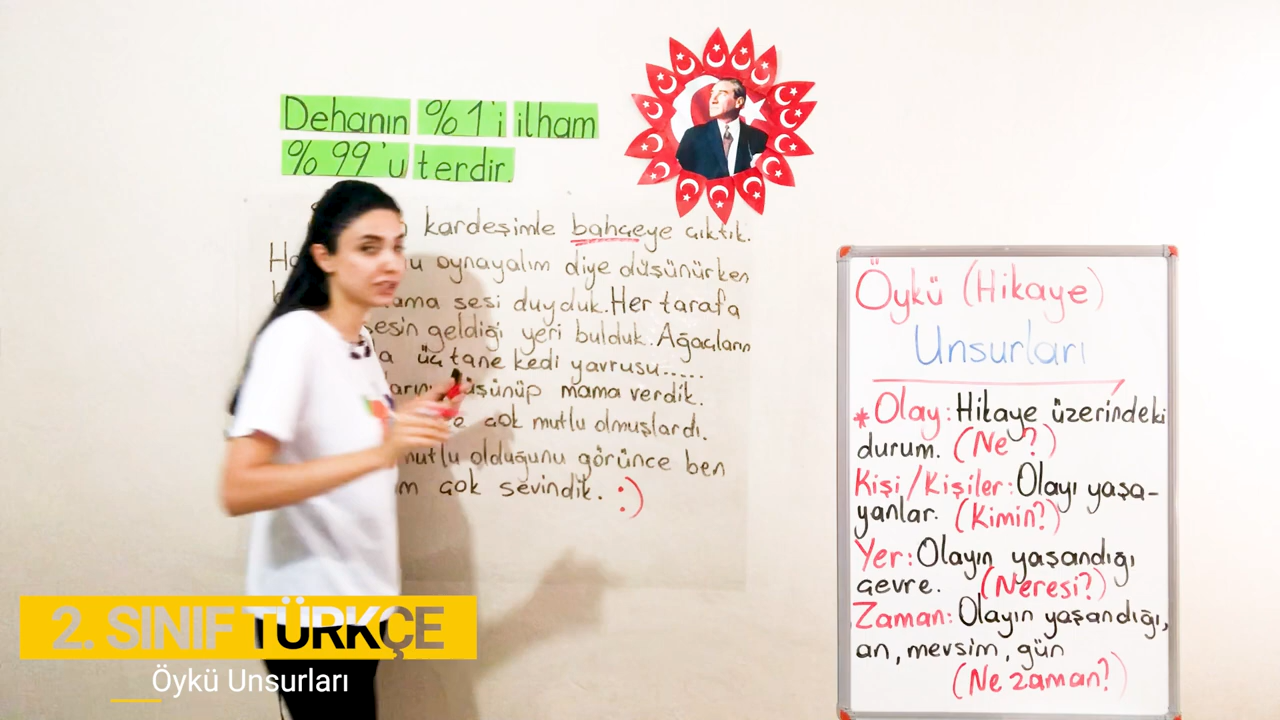 Dehanın %1'i ilham
%99'u terdir.
kardeşimle bahçeye çıktık.
oynayalım diye düşünürken
sesi duyduk. Her tarafa
sesin geldiği yeri bulduk. Ağaçların
üç tane kedi yavrusu.....
mama verdik.
çok mutlu olmuşlardı.
mutlu olduğunu görünce ben
çok sevindik. :)
Öykü (Hikaye)
Unsurları
* Olay: Hikaye üzerindeki
durum. (Ne ?)
Kişi/Kişiler: Olayı yaşa-
yanlar. (Kimin?)
Yer: Olayın yaşandığı
çevre. (Neresi?)
Zaman: Olayın yaşandığı,
an, mevsim, gün
(Ne zaman?)
2. SINIF TÜRKÇE
Öykü Unsurları